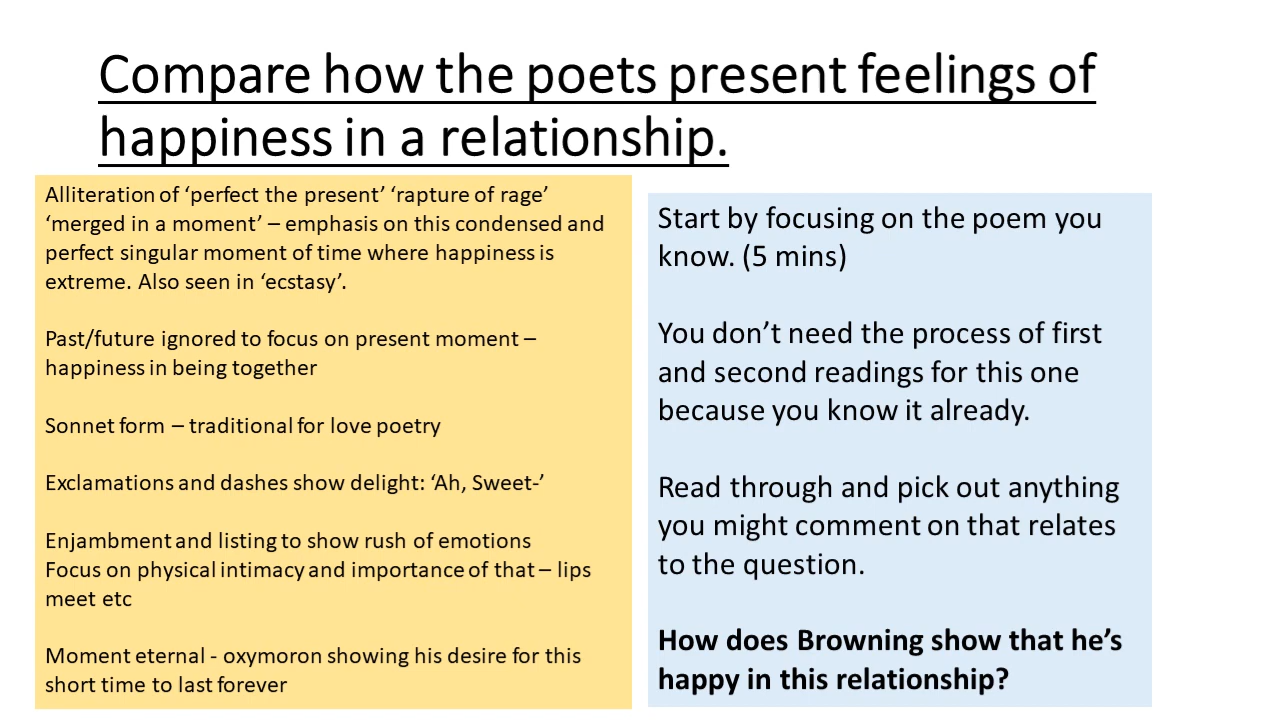 Compare how the poets present feelings of
happiness in a relationship.
Alliteration of ‘perfect the present’ ‘rapture of rage’
‘merged in a moment’ – emphasis on this condensed and
perfect singular moment of time where happiness is
extreme. Also seen in ‘ecstasy’.
Past/future ignored to focus on present moment –
happiness in being together
Sonnet form – traditional for love poetry
Exclamations and dashes show delight: ‘Ah, Sweet-’
Enjambment and listing to show rush of emotions
Focus on physical intimacy and importance of that – lips
meet etc
Moment eternal - oxymoron showing his desire for this
short time to last forever
Start by focusing on the poem you
know. (5 mins)
You don’t need the process of first
and second readings for this one
because you know it already.
Read through and pick out anything
you might comment on that relates
to the question.
How does Browning show that he’s
happy in this relationship?